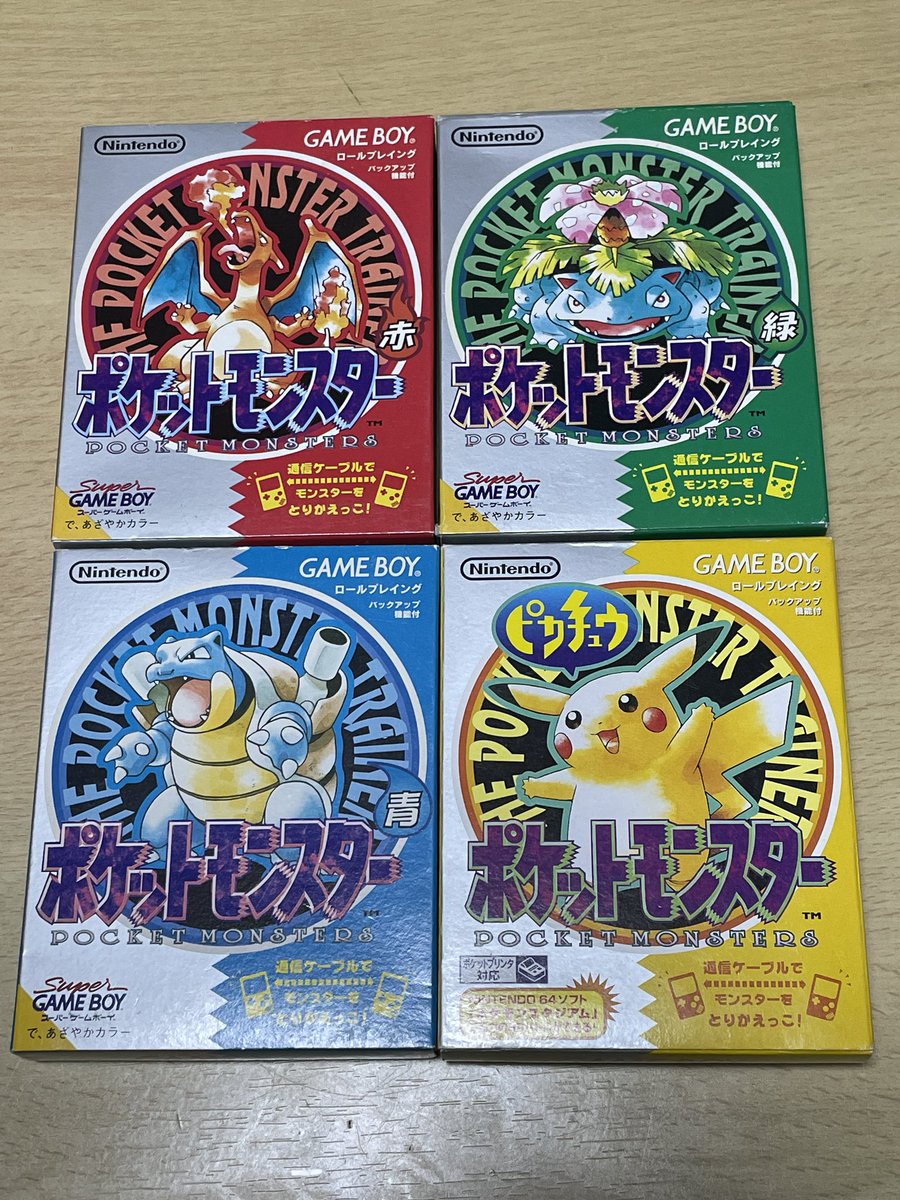 Nintendo
GAME BOY®
ロールプレイング
バックアップ
機能付
THE POCKET MONSTER TRAINER
赤
ポケットモンスター
TM
POCKET MONSTERS
Super
GAME BOY
スーパーゲームボーイ
で、あざやかカラー
通信ケーブルで
モンスターを
とりかえっこ!
Nintendo
GAME BOY®
ロールプレイング
バックアップ
機能付
THE POCKET MONSTER TRAINER
緑
ポケットモンスター
TM
POCKET MONSTERS
Super
GAME BOY
スーパーゲームボーイ
で、あざやかカラー
通信ケーブルで
モンスターを
とりかえっこ!
Nintendo
GAME BOY®
ロールプレイング
バックアップ
機能付
THE POCKET MONSTER TRAINER
青
ポケットモンスター
TM
POCKET MONSTERS
Super
GAME BOY
スーパーゲームボーイ
で、あざやかカラー
通信ケーブルで
モンスターを
とりかえっこ!
Nintendo
GAME BOY®
ロールプレイング
バックアップ
機能付
ピカチュウ
THE POCKET MONSTER TRAINER
ポケットモンスター
TM
POCKET MONSTERS
ポケットプリンタ
対応
NINTENDO 64ソフト
通信ケーブルで
モンスターを
とりかえっこ!